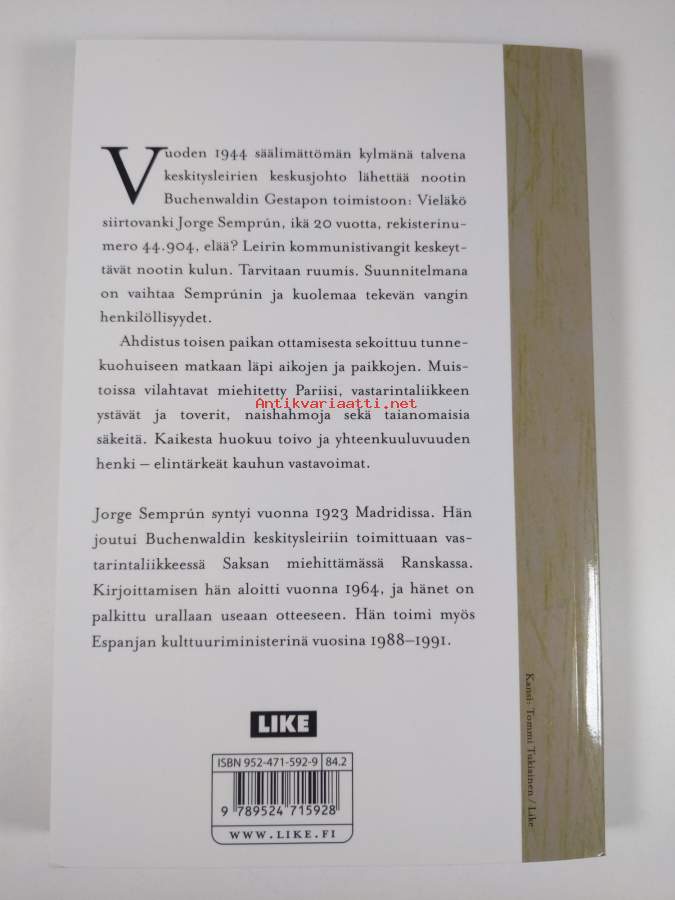 Vuoden 1944 säälimättömän kylmänä talvena
keskitysleirien keskusjohto lähettää nootin
Buchenwaldin Gestapon toimistoon: Vieläkö
siirtovanki Jorge Semprún, ikä 20 vuotta, rekisterinu-
mero 44.904, elää? Leirin kommunistivangit keskeyt-
tävät nootin kulun. Tarvitaan ruumis. Suunnitelmana
on vaihtaa Semprúnin ja kuolemaa tekevän vangin
henkilöllisyydet.
Ahdistus toisen paikan ottamisesta sekoittuu tunne-
kuohuiseen matkaan läpi aikojen ja paikkojen. Muis-
toissa vilahtavat miehitetty Pariisi, vastarintaliikkeen
Antikvariaatti.net
ystävät ja toverit, naishahmoja sekä taianomaisia
säkeitä. Kaikesta huokuu toivo ja yhteenkuuluvuuden
henki – elintärkeät kauhun vastavoimat.
Jorge Semprún syntyi vuonna 1923 Madridissa. Hän
joutui Buchenwaldin keskitysleiriin toimittuaan vas-
tarintaliikkeessä Saksan miehittämässä Ranskassa.
Kirjoittamisen hän aloitti vuonna 1964, ja hänet on
palkittu urallaan useaan otteeseen. Hän toimi myös
Espanjan kulttuuriministerinä vuosina 1988–1991.
Kansi: Tommi Tukiainen / Like
LIKE
ISBN 952-471-592-9 84.2
9 789524 715928
WWW.LIKE.FI